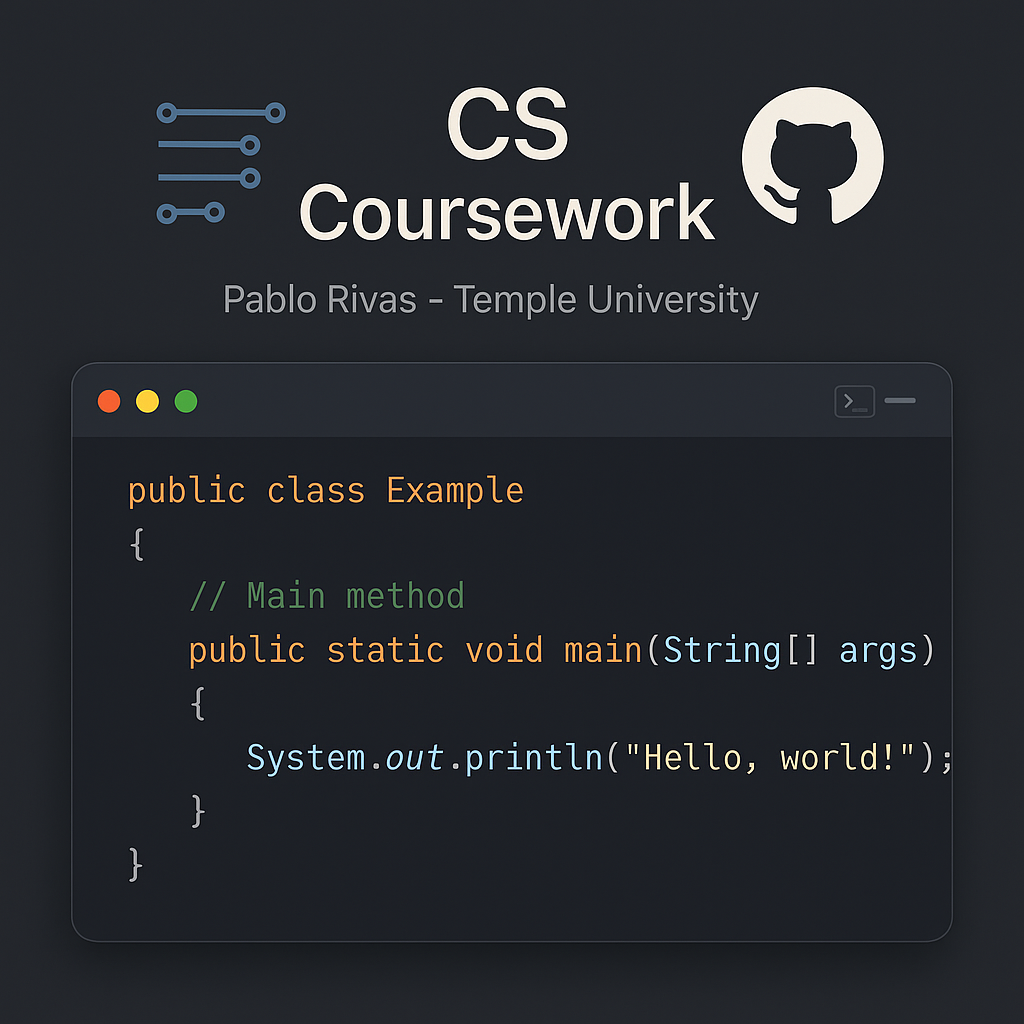 CS
Coursework
Pablo Rivas - Temple University
public class Example
{
// Main method
public static void main(String[] args)
{
System.out.println("Hello, world!");
}
}